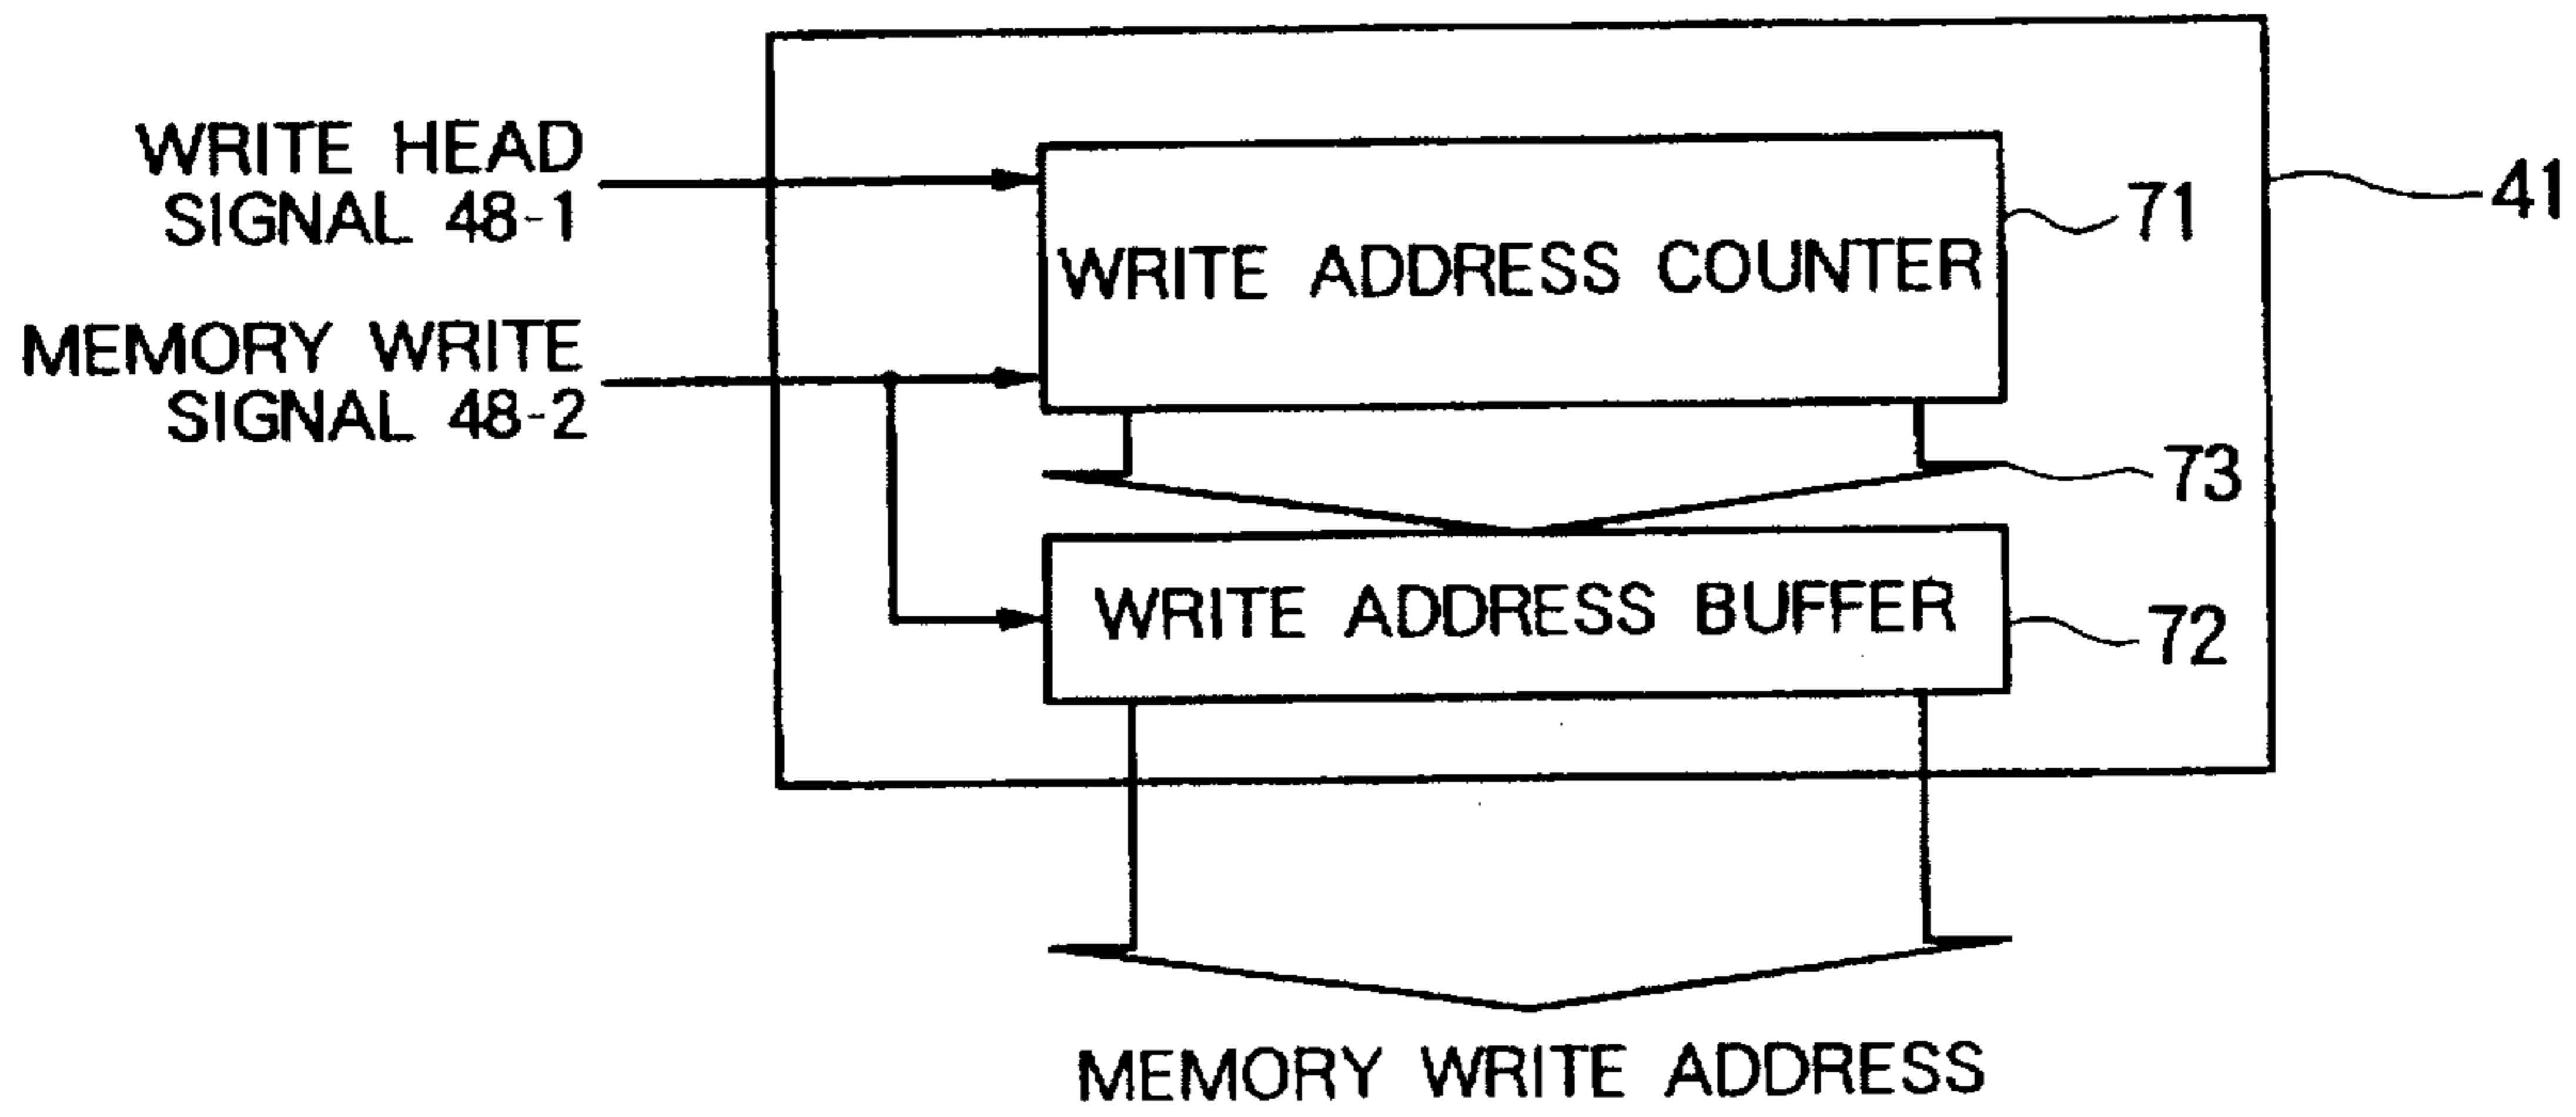 WRITE HEAD
SIGNAL 48-1
MEMORY WRITE
SIGNAL 48-2
WRITE ADDRESS COUNTER
71
41
73
WRITE ADDRESS BUFFER
72
MEMORY WRITE ADDRESS